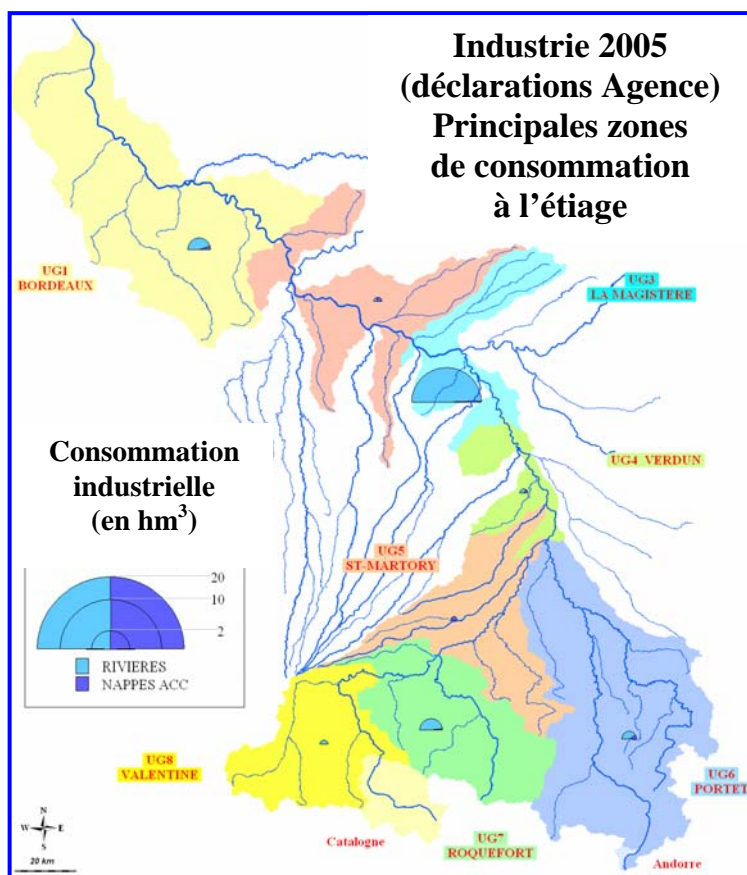 Industrie 2005
(déclarations Agence)
Principales zones
de consommation
à l'étiage
UG1
BORDEAUX
UG3
LA MAGISTERE
Consommation
industrielle
(en hm³)
UG4 VERDUN
UG5
ST-MARTORY
20
10
2
RIVIERES
NAPPES ACC
UG8
VALENTINE
UG6
PORTET
Catalogne
UG7
ROQUEFORT
Andorre
N
W E
S
20 km